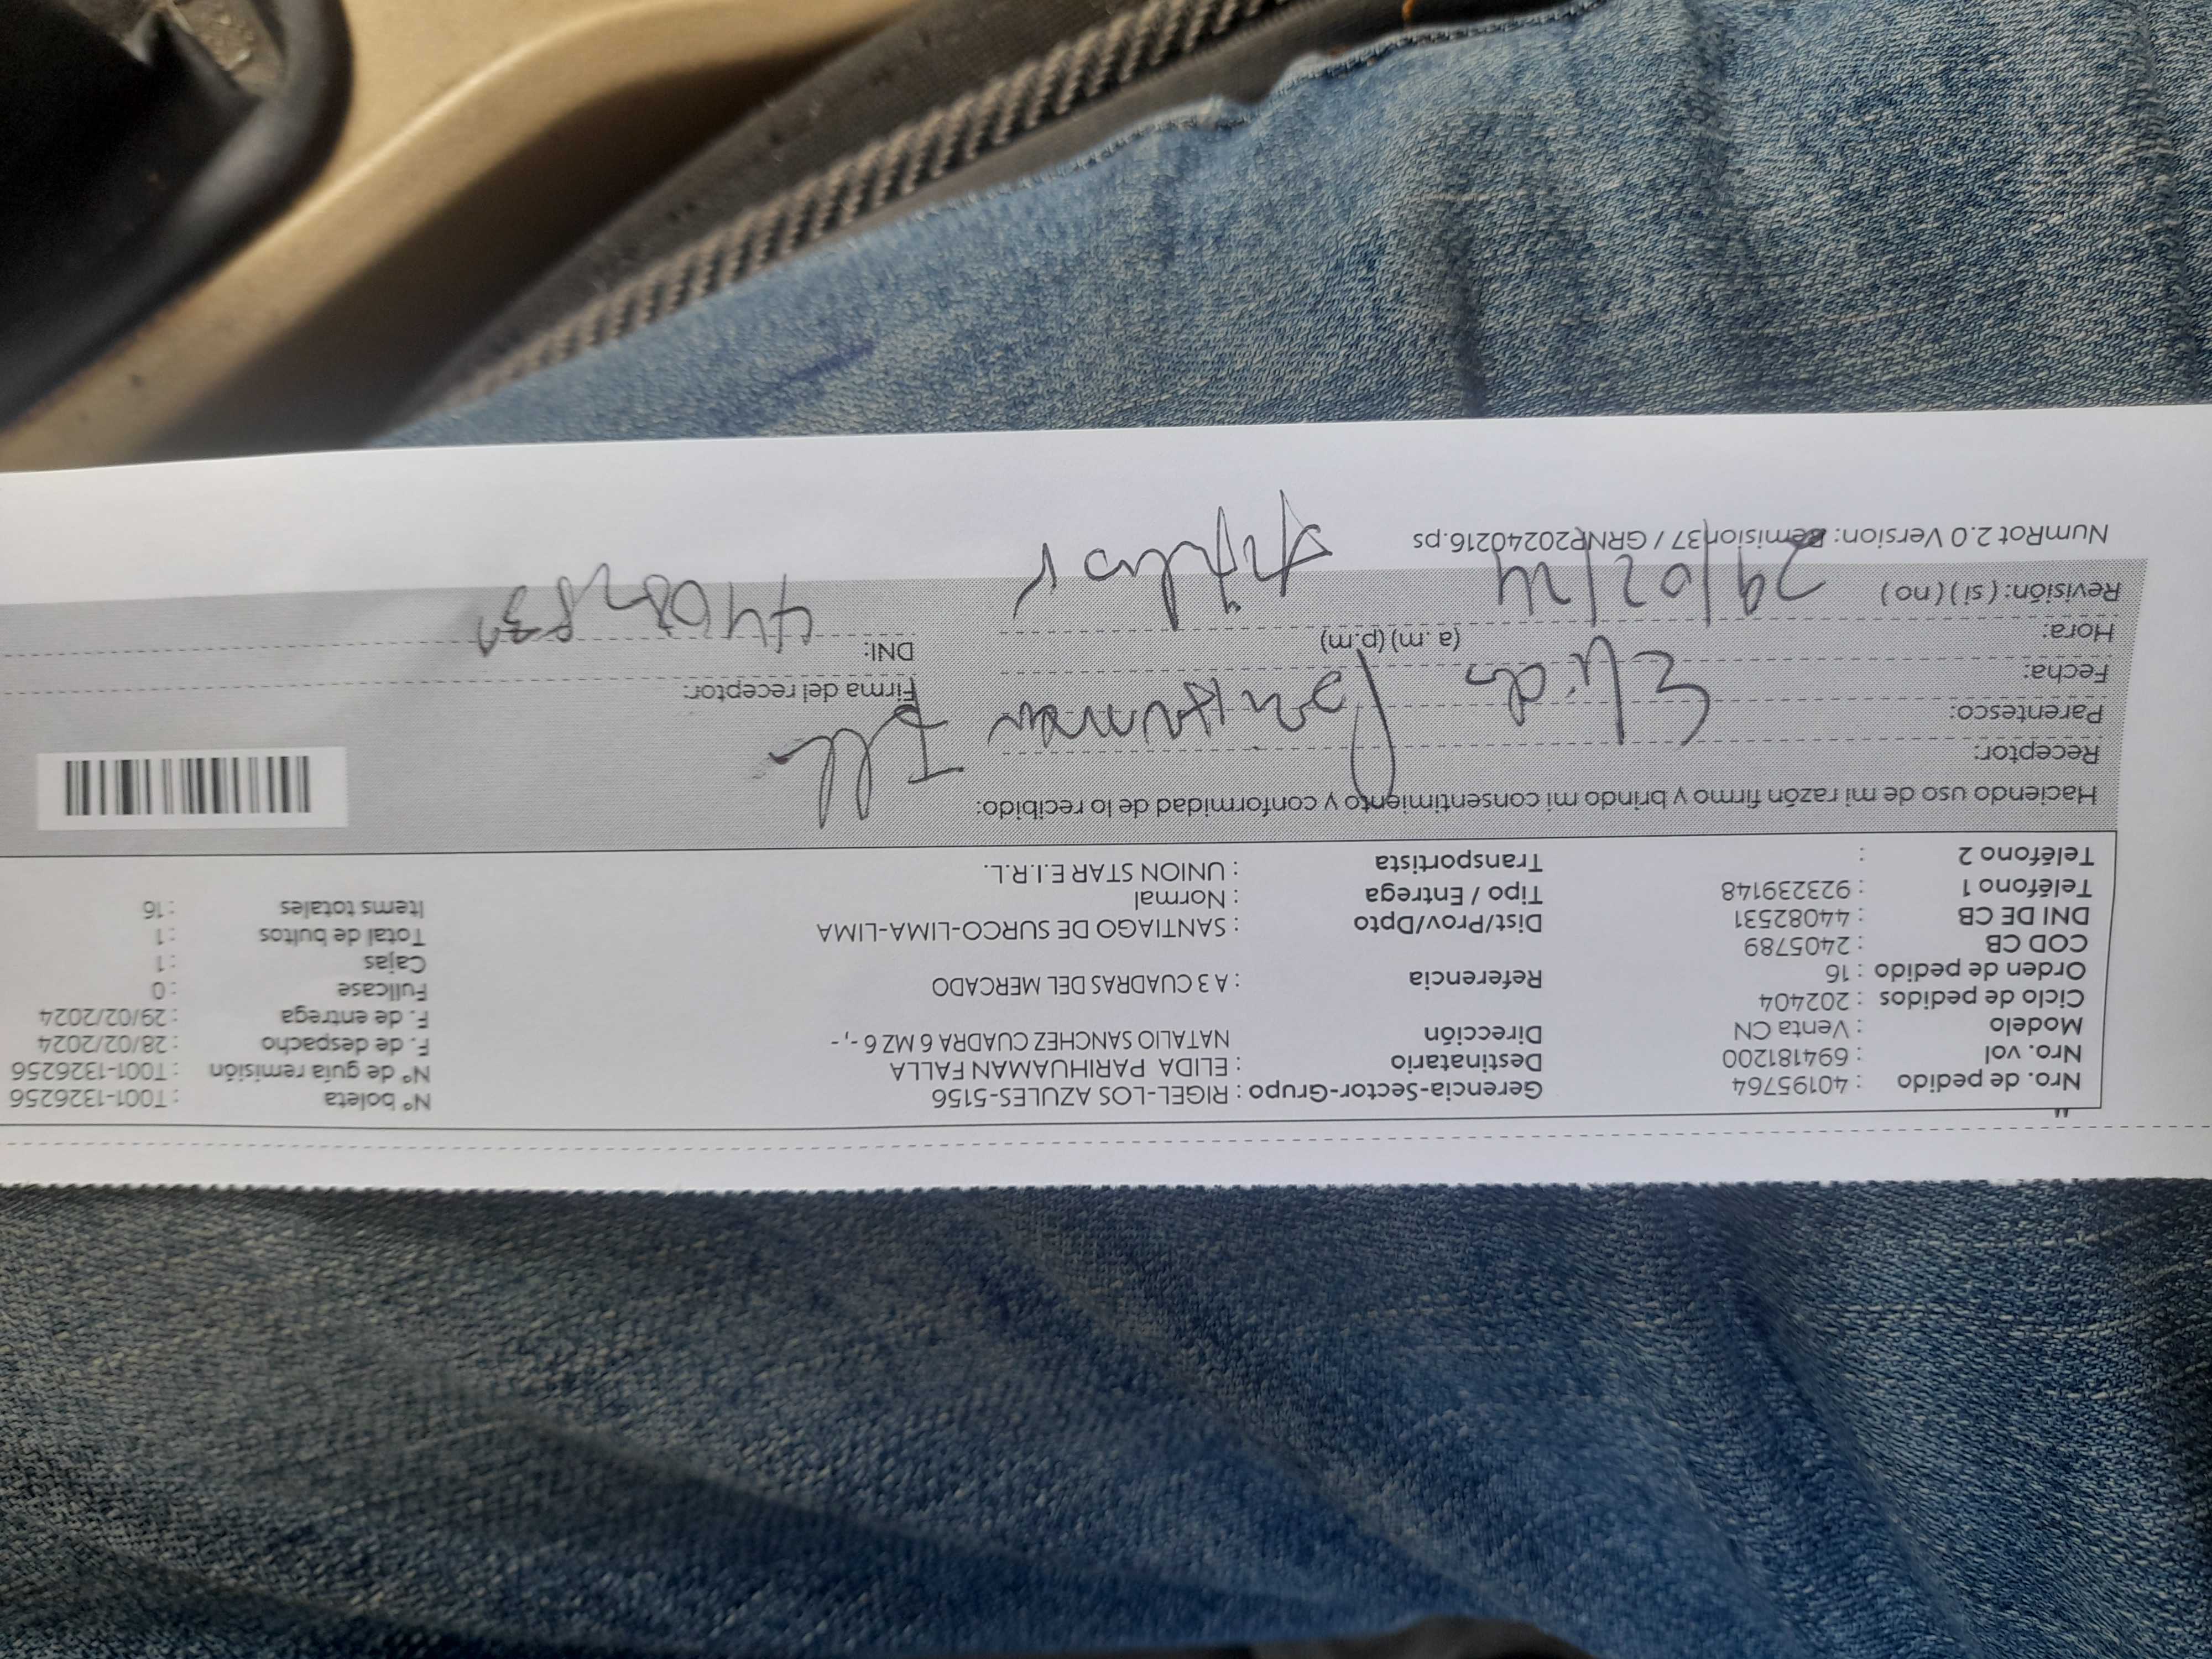 Nro. de pedido : 40195764 Gerencia-Sector-Grupo : RIGEL-LOS AZULES-5156 N° boleta : T001-1326256
Nro. vol : 694181200 Destinatario : ELIDA PARIHUAMAN FALLA N° de guía remisión : T001-1326256
Modelo : Venta CN Dirección NATALIO SANCHEZ CUADRA 6 MZ 6 -, - F. de despacho : 28/02/2024
Ciclo de pedidos : 202404 F. de entrega : 29/02/2024
Orden de pedido : 16 Referencia : A 3 CUADRAS DEL MERCADO Fullcase : 0
COD CB : 2405789 Cajas : 1
DNI DE CB : 44082531 Dist/Prov/Dpto : SANTIAGO DE SURCO-LIMA-LIMA Total de bultos : 1
Teléfono 1 : 923239148 Tipo / Entrega : Normal Items totales : 16
Teléfono 2 : Transportista : UNION STAR E.I.R.L.
Haciendo uso de mi razón firmo y brindo mi consentimiento y conformidad de lo recibido:
Receptor:
Parentesco: Elida Parihuaman Falla
Fecha: Firma del receptor:
Hora: (a .m) (p.m) DNI:
Revisión: ( si ) ( no ) 29/02/24 titular
NumRot 2.0 Version: Remision37 / GRNP20240216.ps